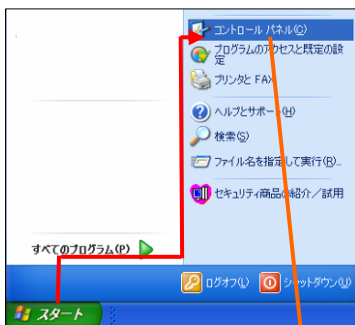 コントロール パネル(C)
プログラムのアクセスと既定の設
定
プリンタと FAX
ヘルプとサポート(H)
検索(S)
ファイル名を指定して実行(R)...
セキュリティ商品の紹介／試用
すべてのプログラム(P)
ログオフ(L)
シャットダウン(U)
スタート